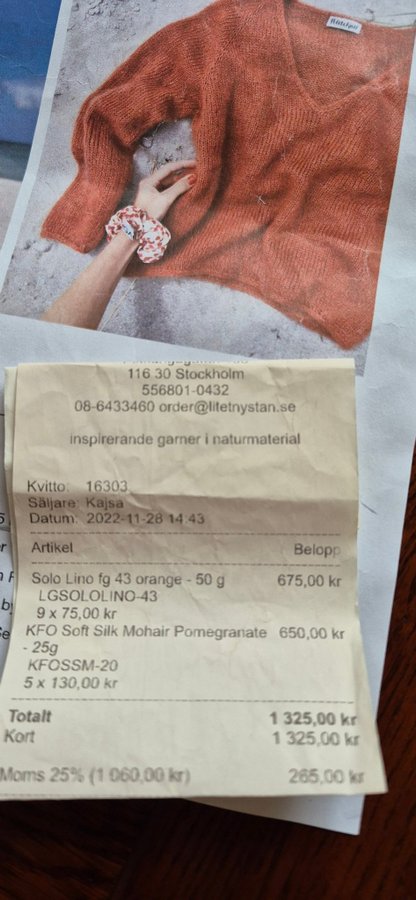 116 30 Stockholm
556801-0432
08-6433460 order@litetnystan.se
inspirerande garner i naturmaterial
Kvitto: 16303
Säljare: Kajsa
Datum: 2022-11-28 14:43
Artikel Belopp
Solo Lino fg 43 orange - 50 g 675,00 kr
LGSOLOLINO-43
9 x 75,00 kr
KFO Soft Silk Mohair Pomegranate 650,00 kr
- 25g
KFOSSM-20
5 x 130,00 kr
Totalt 1 325,00 kr
Kort 1 325,00 kr
Moms 25% (1 060,00 kr) 265,00 kr